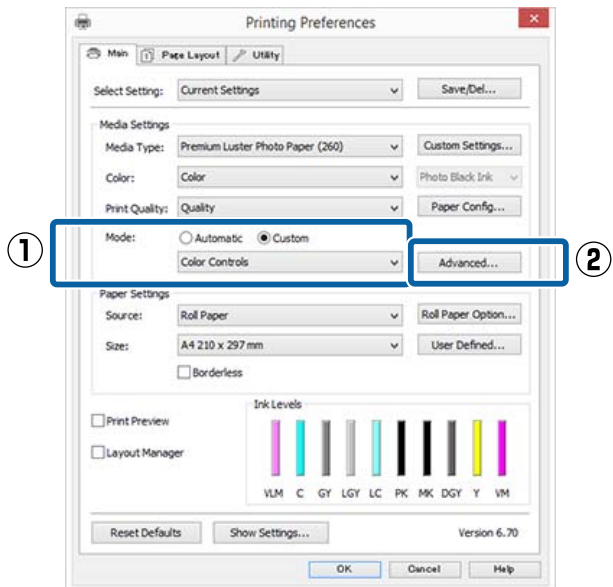 Printing Preferences
Main Page Layout Utility
Select Setting: Current Settings Save/Del...
Media Settings
Media Type: Premium Luster Photo Paper (260) Custom Settings...
Color: Color Photo Black Ink
Print Quality: Quality Paper Config...
Mode: Automatic Custom
① Color Controls Advanced... ②
Paper Settings
Source: Roll Paper Roll Paper Option...
Size: A4 210 x 297 mm User Defined...
Borderless
Ink Levels
Print Preview
Layout Manager
VLM C GY LGY LC PK MK DGY Y VM
Reset Defaults Show Settings... Version 6.70
OK Cancel Help